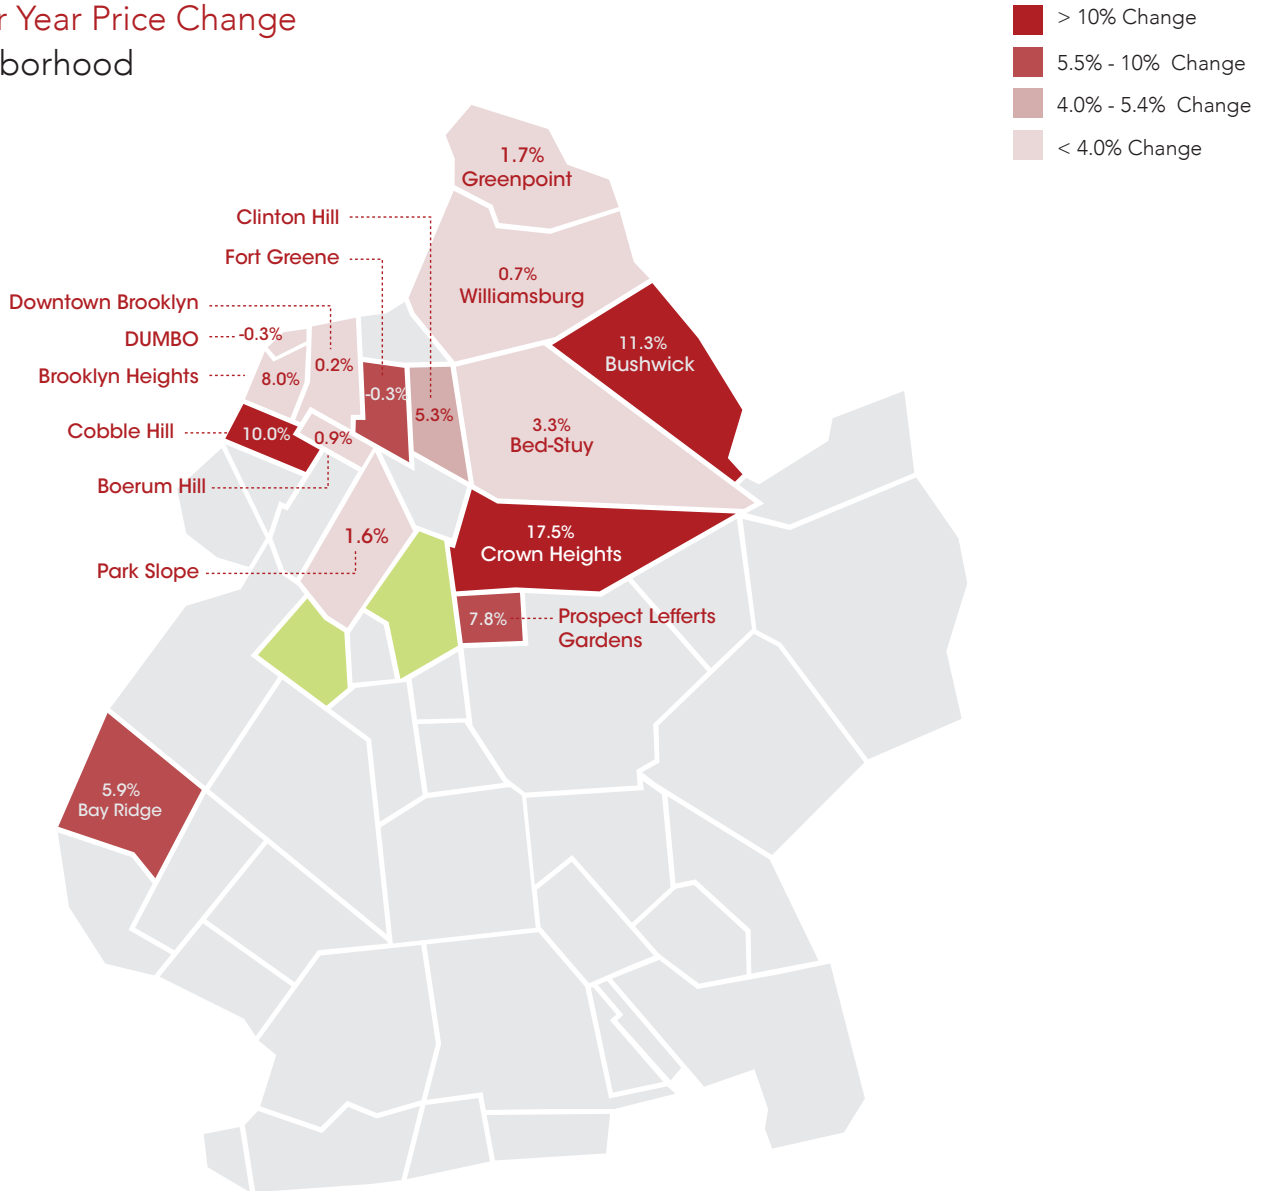 r Year Price Change
borhood
> 10% Change
5.5% - 10% Change
4.0% - 5.4% Change
< 4.0% Change
1.7%
Greenpoint
Clinton Hill
Fort Greene
0.7%
Williamsburg
Downtown Brooklyn
DUMBO
-0.3%
11.3%
Bushwick
0.2%
Brooklyn Heights
8.0%
-0.3%
5.3%
3.3%
Bed-Stuy
Cobble Hill
10.0%
0.9%
Boerum Hill
1.6%
17.5%
Crown Heights
Park Slope
7.8%
Prospect Lefferts
Gardens
5.9%
Bay Ridge